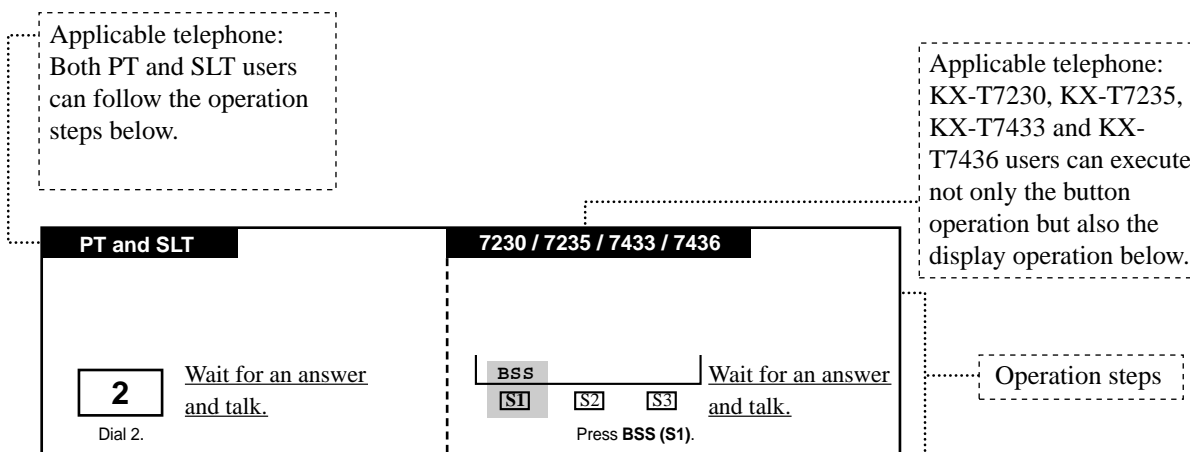 Applicable telephone:
Both PT and SLT users
can follow the operation
steps below.
Applicable telephone:
KX-T7230, KX-T7235,
KX-T7433 and KX-
T7436 users can execute
not only the button
operation but also the
display operation below.
PT and SLT
7230 / 7235 / 7433 / 7436
2
Wait for an answer
and talk.
Dial 2.
BSS
S1 S2 S3
Wait for an answer
and talk.
Press BSS (S1).
Operation steps